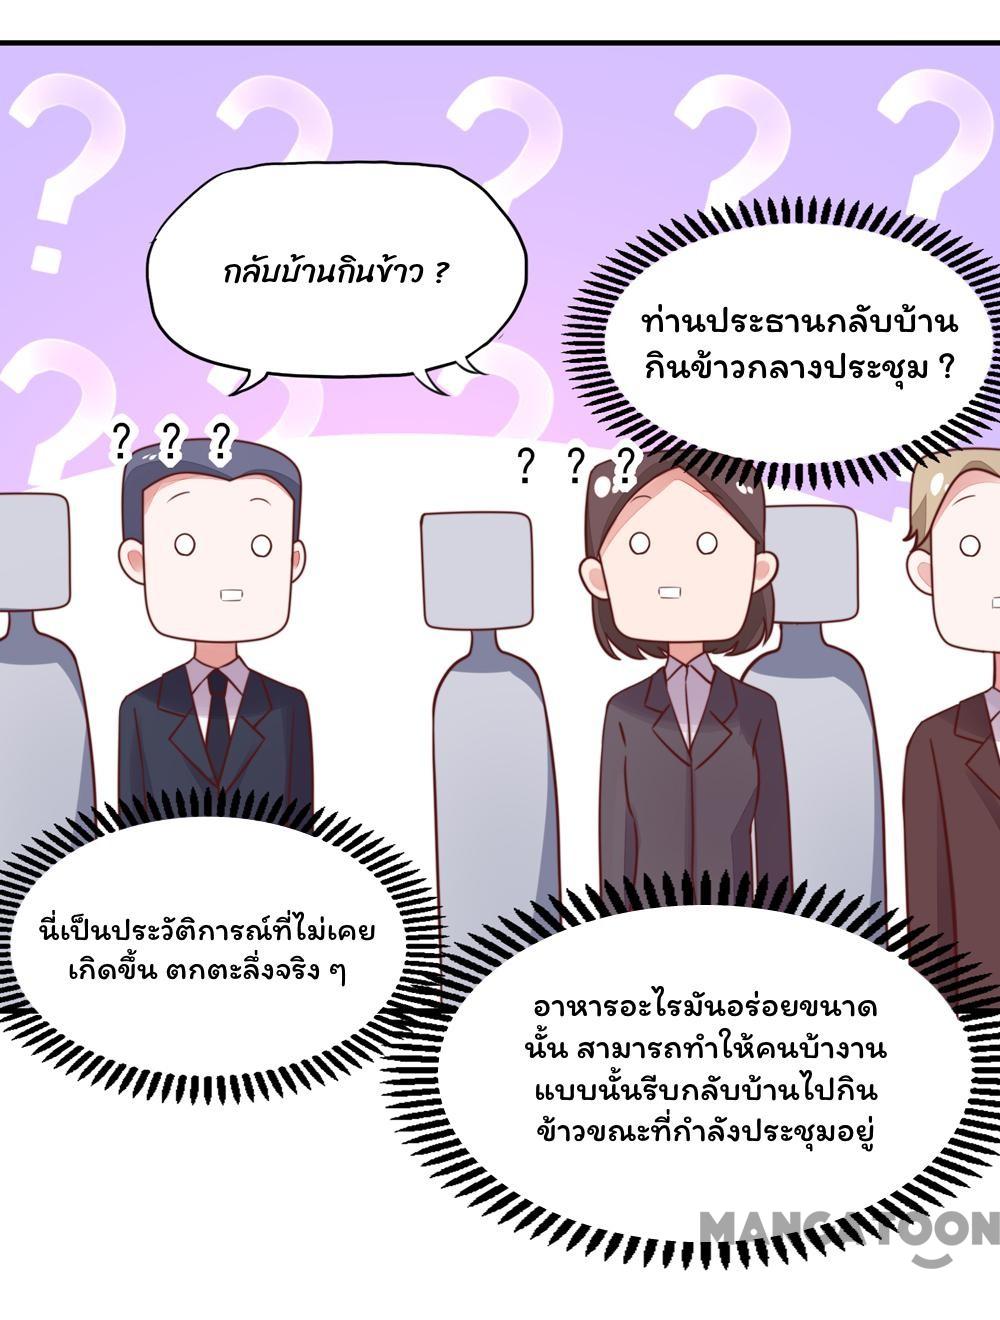 กลับบ้านกินข้าว ?
ท่านประธานกลับบ้าน
กินข้าวกลางประชุม ?
? ? ?
? ? ?
นี่เป็นประวัติการณ์ที่ไม่เคย
เกิดขึ้น ตกตะลึ่งจริง ๆ
อาหารอะไรมันอร่อยขนาด
นั้น สามารถทำให้คนบ้างาน
แบบนั้นรีบกลับบ้านไปกิน
ข้าวขณะที่กำลังประชุมอยู่
MANGATOON